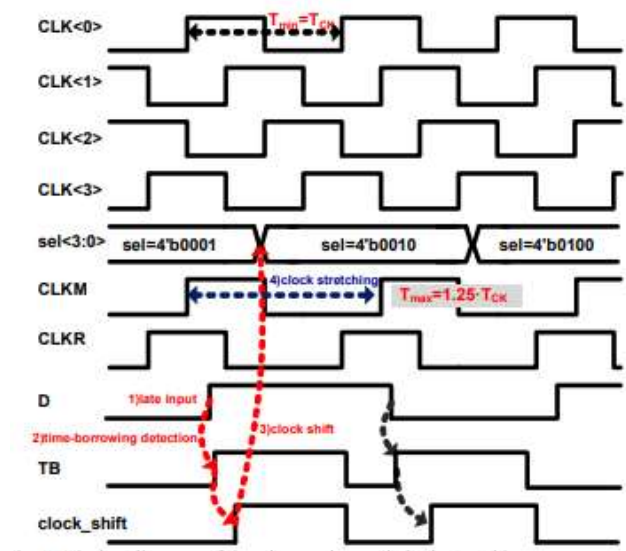 CLK<0>
Tmin=TCK
CLK<1>
CLK<2>
CLK<3>
sel<3:0>
sel=4'b0001
sel=4'b0010
sel=4'b0100
CLKM
4)clock stretching
Tmax=1.25·TCK
CLKR
D
1)late input
2)time-borrowing detection
3)clock shift
TB
clock_shift